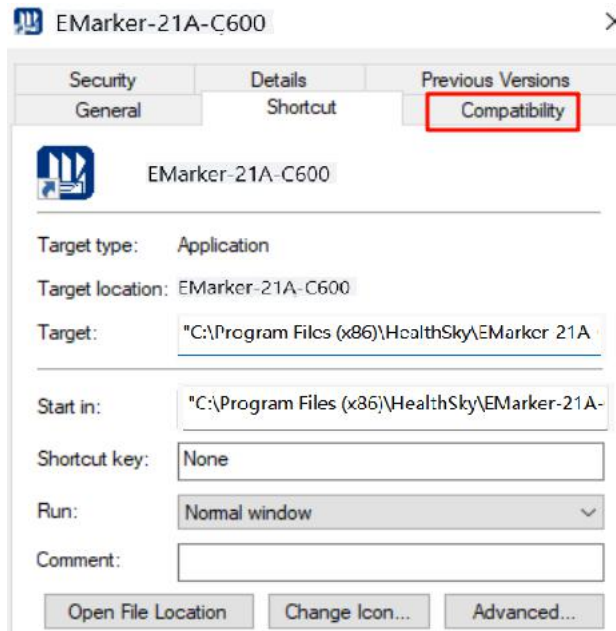 EMarker-21A-C600
Security Details Previous Versions
General Shortcut Compatibility
EMarker-21A-C600
Target type: Application
Target location: EMarker-21A-C600
Target: "C:\Program Files (x86)\HealthSky\EMarker-21A
Start in: "C:\Program Files (x86)\HealthSky\EMarker-21A-
Shortcut key: None
Run: Normal window
Comment:
Open File Location Change Icon... Advanced...